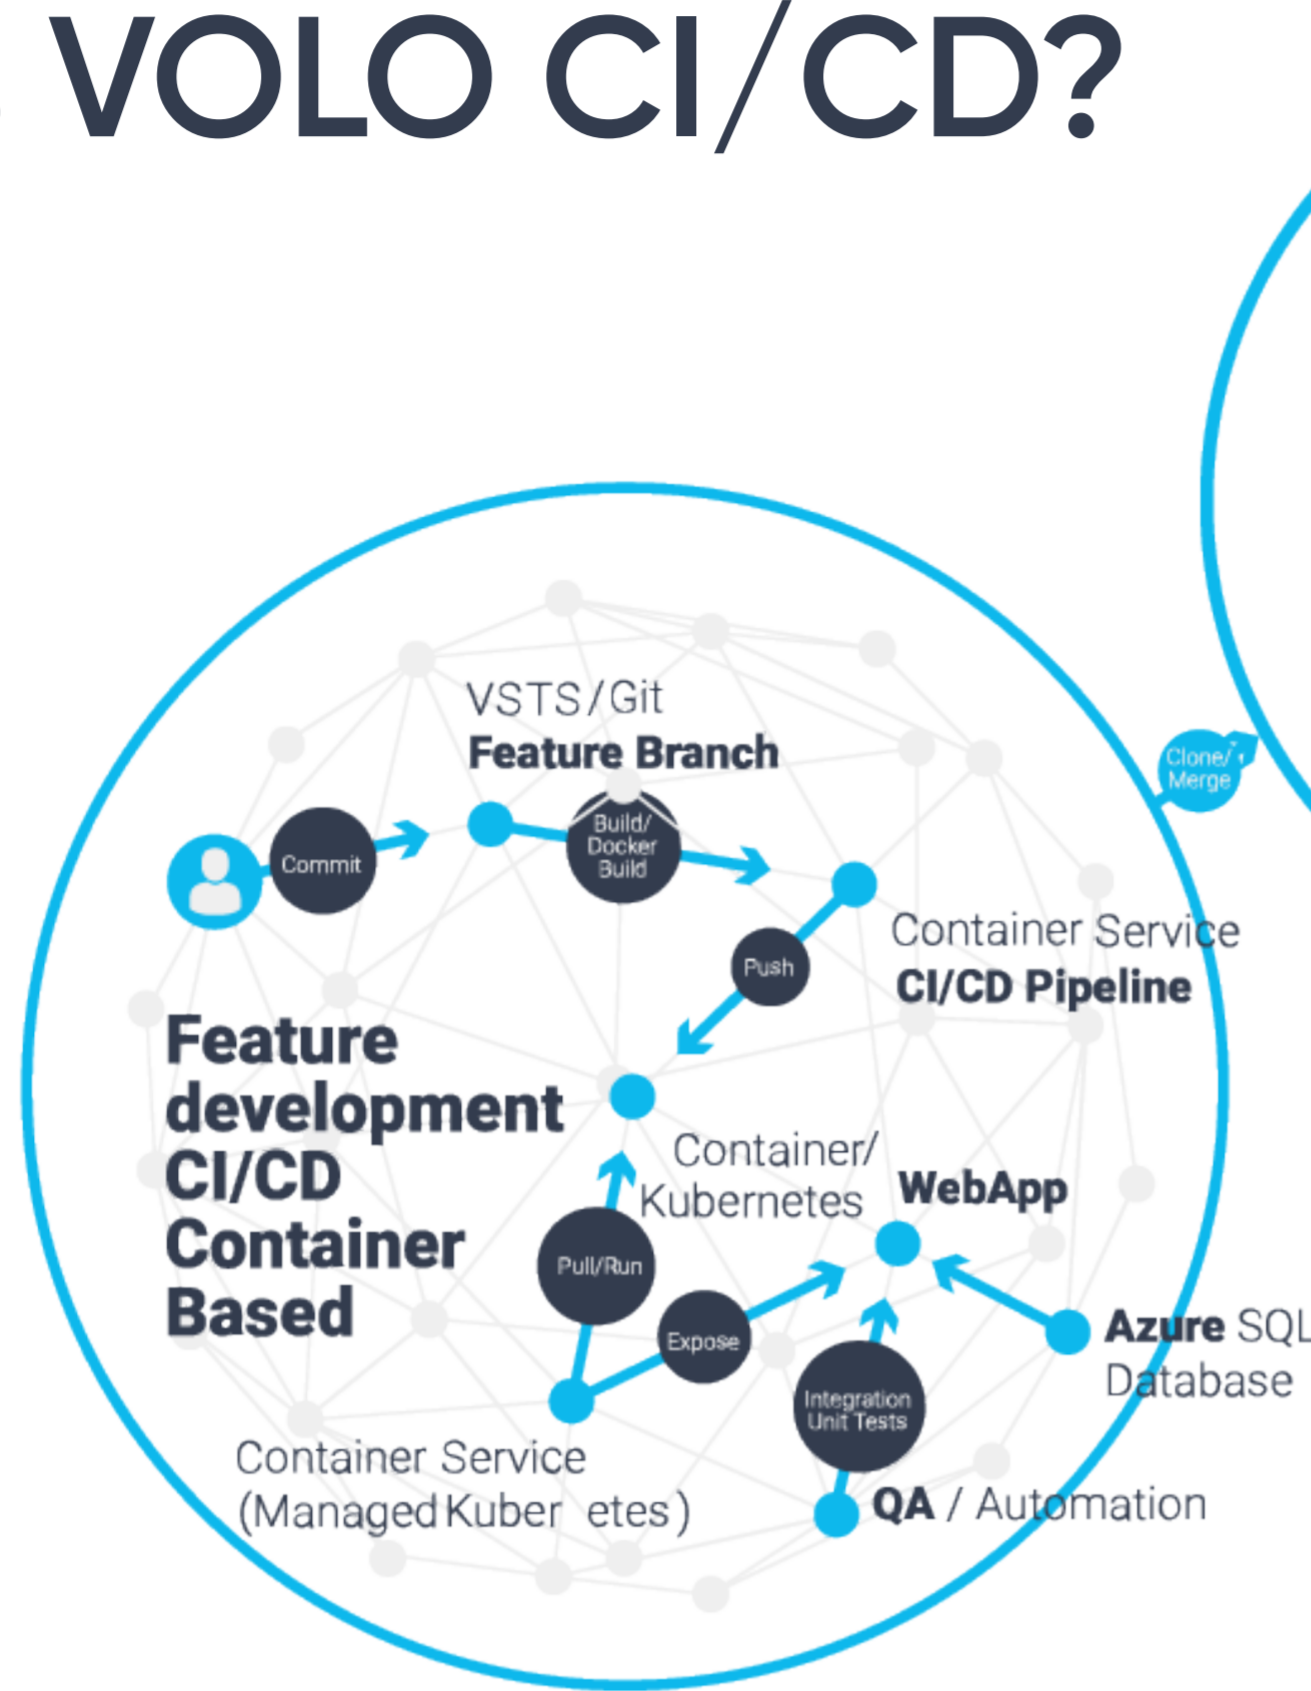 VOLO CI/CD?
VSTS/Git
Feature Branch
Clone/
Merge
Commit
Build/
Docker
Build
Push
Container Service
CI/CD Pipeline
Feature
development
CI/CD
Container
Based
Container/
Kubernetes
WebApp
Pull/Run
Expose
Azure SQL
Database
Integration
Unit Tests
Container Service
(Managed Kuber etes)
QA / Automation